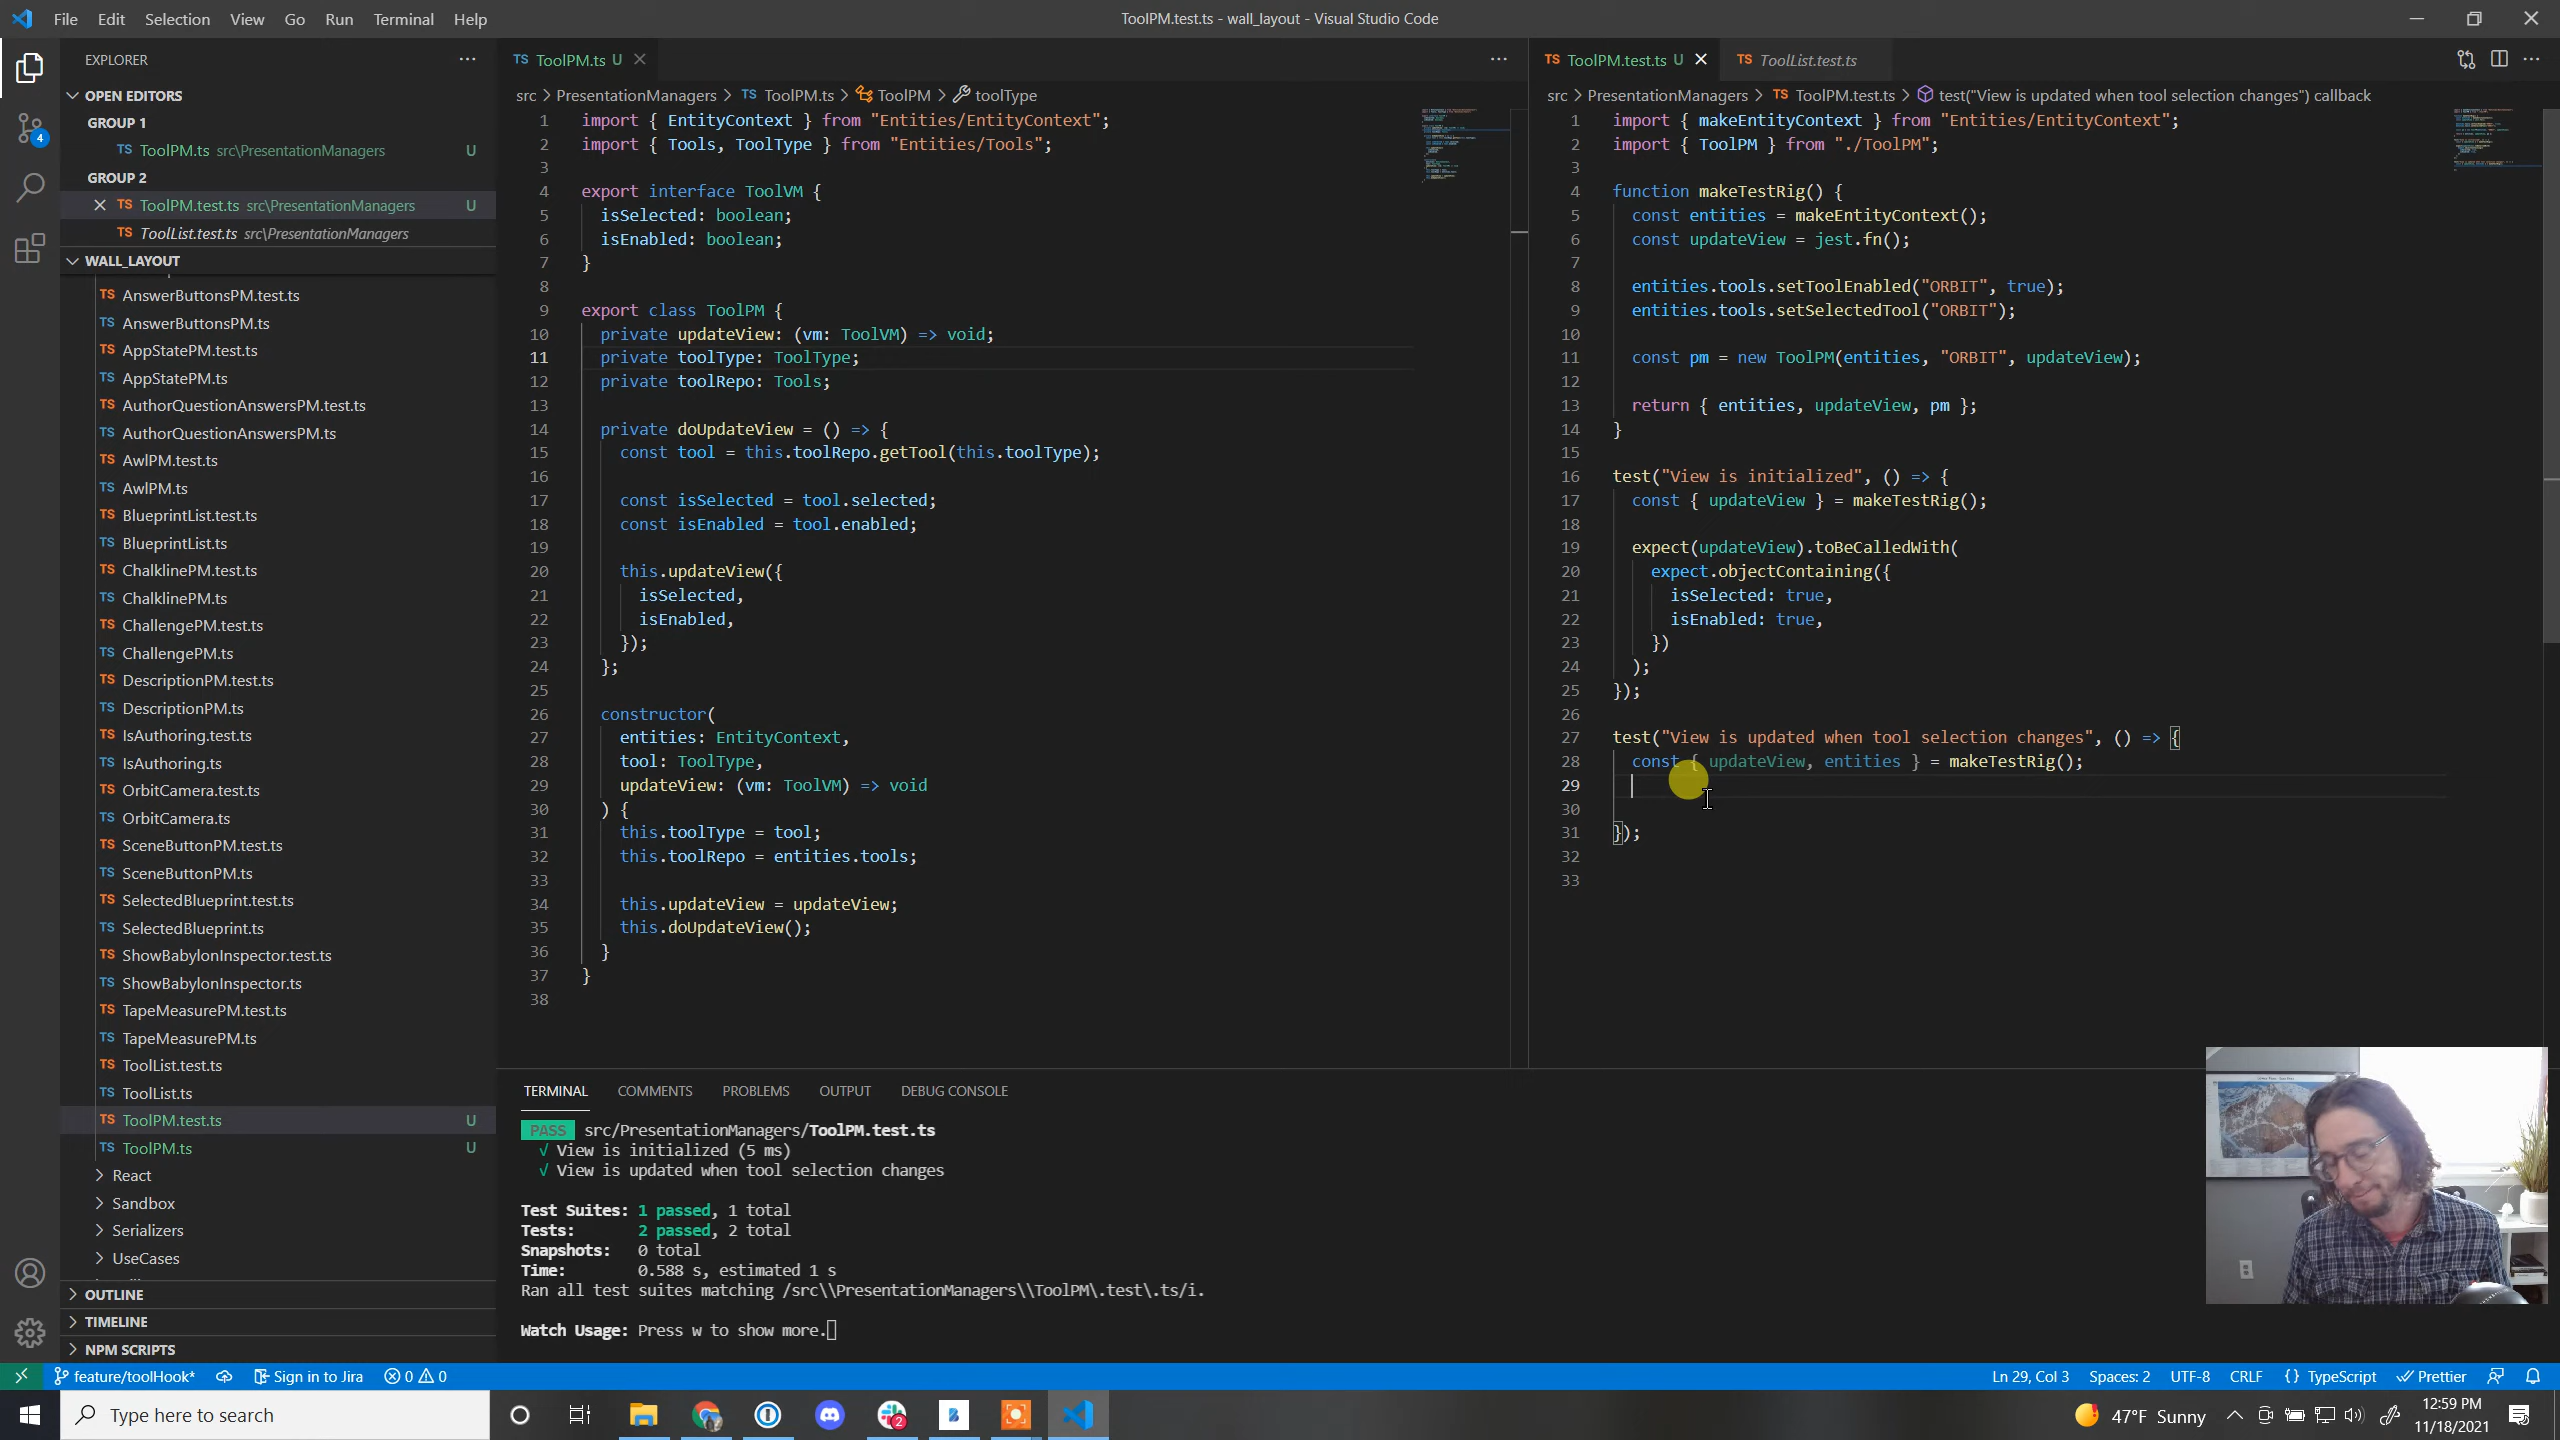 File Edit Selection View Go Run Terminal Help
ToolPM.test.ts - wall_layout - Visual Studio Code
EXPLORER
OPEN EDITORS
GROUP 1
TS ToolPM.ts src\PresentationManagers U
GROUP 2
TS ToolPM.test.ts src\PresentationManagers U
TS ToolList.test.ts src\PresentationManagers
WALL_LAYOUT
TS AnswerButtonsPM.test.ts
TS AnswerButtonsPM.ts
TS AppStatePM.test.ts
TS AppStatePM.ts
TS AuthorQuestionAnswersPM.test.ts
TS AuthorQuestionAnswersPM.ts
TS AwlPM.test.ts
TS AwlPM.ts
TS BlueprintList.test.ts
TS BlueprintList.ts
TS ChalklinePM.test.ts
TS ChalklinePM.ts
TS ChallengePM.test.ts
TS ChallengePM.ts
TS DescriptionPM.test.ts
TS DescriptionPM.ts
TS IsAuthoring.test.ts
TS IsAuthoring.ts
TS OrbitCamera.test.ts
TS OrbitCamera.ts
TS SceneButtonPM.test.ts
TS SceneButtonPM.ts
TS SelectedBlueprint.test.ts
TS SelectedBlueprint.ts
TS ShowBabylonInspector.test.ts
TS ShowBabylonInspector.ts
TS TapeMeasurePM.test.ts
TS TapeMeasurePM.ts
TS ToolList.test.ts
TS ToolList.ts
TS ToolPM.test.ts U
TS ToolPM.ts U
React
Sandbox
Serializers
UseCases
OUTLINE
TIMELINE
NPM SCRIPTS
4
TS ToolPM.ts U
src > PresentationManagers > TS ToolPM.ts > ToolPM > toolType
1 import { EntityContext } from "Entities/EntityContext";
2 import { Tools, ToolType } from "Entities/Tools";
3
4 export interface ToolVM {
5 isSelected: boolean;
6 isEnabled: boolean;
7 }
8
9 export class ToolPM {
10 private updateView: (vm: ToolVM) => void;
11 private toolType: ToolType;
12 private toolRepo: Tools;
13
14 private doUpdateView = () => {
15 const tool = this.toolRepo.getTool(this.toolType);
16
17 const isSelected = tool.selected;
18 const isEnabled = tool.enabled;
19
20 this.updateView({
21 isSelected,
22 isEnabled,
23 });
24 };
25
26 constructor(
27 entities: EntityContext,
28 tool: ToolType,
29 updateView: (vm: ToolVM) => void
30 ) {
31 this.toolType = tool;
32 this.toolRepo = entities.tools;
33
34 this.updateView = updateView;
35 this.doUpdateView();
36 }
37 }
38
TS ToolPM.test.ts U TS ToolList.test.ts
src > PresentationManagers > TS ToolPM.test.ts > test("View is updated when tool selection changes") callback
1 import { makeEntityContext } from "Entities/EntityContext";
2 import { ToolPM } from "./ToolPM";
3
4 function makeTestRig() {
5 const entities = makeEntityContext();
6 const updateView = jest.fn();
7
8 entities.tools.setToolEnabled("ORBIT", true);
9 entities.tools.setSelectedTool("ORBIT");
10
11 const pm = new ToolPM(entities, "ORBIT", updateView);
12
13 return { entities, updateView, pm };
14 }
15
16 test("View is initialized", () => {
17 const { updateView } = makeTestRig();
18
19 expect(updateView).toBeCalledWith(
20 expect.objectContaining({
21 isSelected: true,
22 isEnabled: true,
23 })
24 );
25 });
26
27 test("View is updated when tool selection changes", () => {
28 const { updateView, entities } = makeTestRig();
29
30
31 });
32
33
TERMINAL COMMENTS PROBLEMS OUTPUT DEBUG CONSOLE
PASS src/PresentationManagers/ToolPM.test.ts
√ View is initialized (5 ms)
√ View is updated when tool selection changes
Test Suites: 1 passed, 1 total
Tests: 2 passed, 2 total
Snapshots: 0 total
Time: 0.588 s, estimated 1 s
Ran all test suites matching /src\\PresentationManagers\\ToolPM\.test\.ts/i.
Watch Usage: Press w to show more.
feature/toolHook* Sign in to Jira 0 0
Ln 29, Col 3 Spaces: 2 UTF-8 CRLF {} TypeScript Prettier
Type here to search
2
47°F Sunny
12:59 PM
11/18/2021